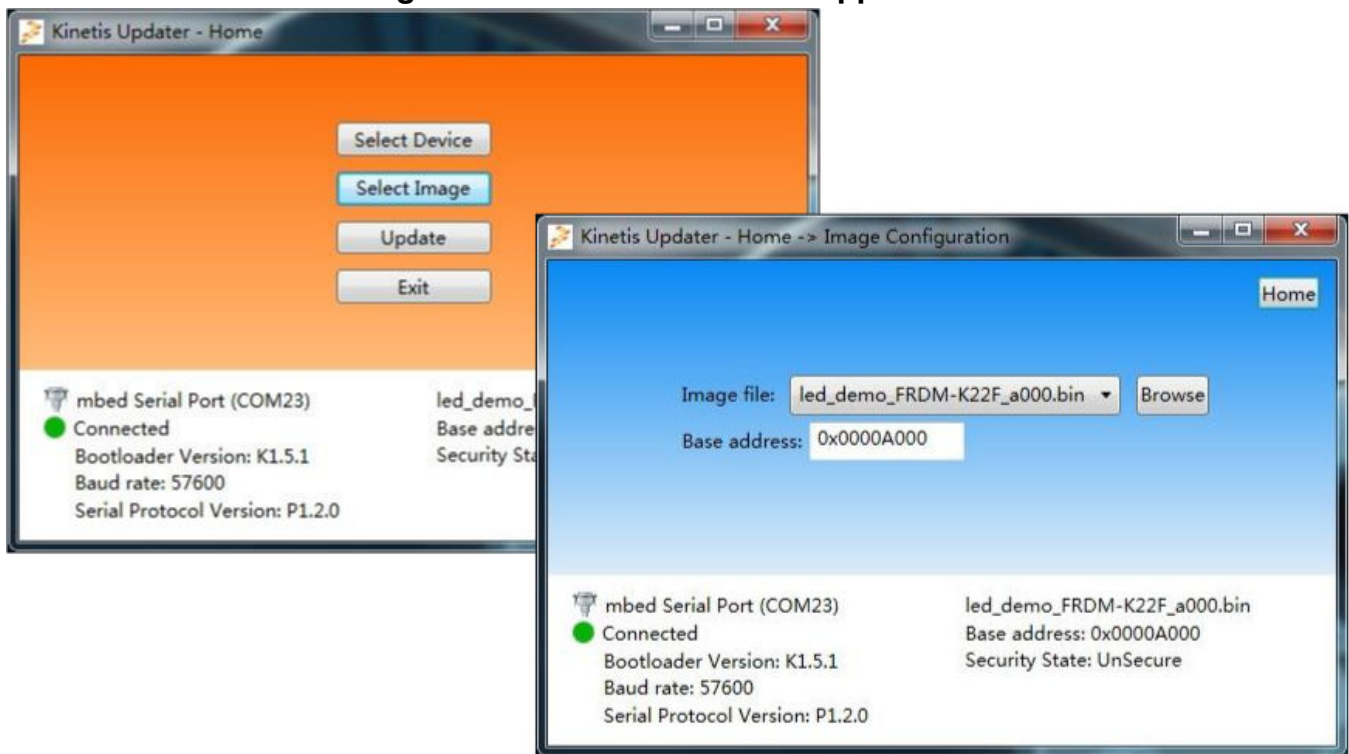 Kinetis Updater - Home
Select Device
Select Image
Update
Exit
mbed Serial Port (COM23)
Connected
Bootloader Version: K1.5.1
Baud rate: 57600
Serial Protocol Version: P1.2.0
led_demo_
Base addre
Security Sta
Kinetis Updater - Home -> Image Configuration
Home
Image file: led_demo_FRDM-K22F_a000.bin Browse
Base address: 0x0000A000
mbed Serial Port (COM23)
Connected
Bootloader Version: K1.5.1
Baud rate: 57600
Serial Protocol Version: P1.2.0
led_demo_FRDM-K22F_a000.bin
Base address: 0x0000A000
Security State: UnSecure